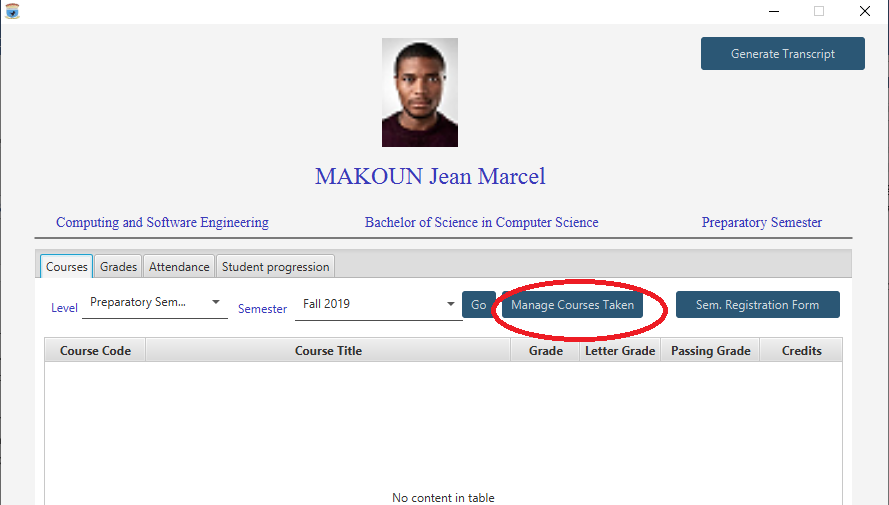 Generate Transcript
MAKOUN Jean Marcel
Computing and Software Engineering Bachelor of Science in Computer Science Preparatory Semester
Courses Grades Attendance Student progression
Level Preparatory Sem... Semester Fall 2019 Go Manage Courses Taken Sem. Registration Form
Course Code Course Title Grade Letter Grade Passing Grade Credits
No content in table